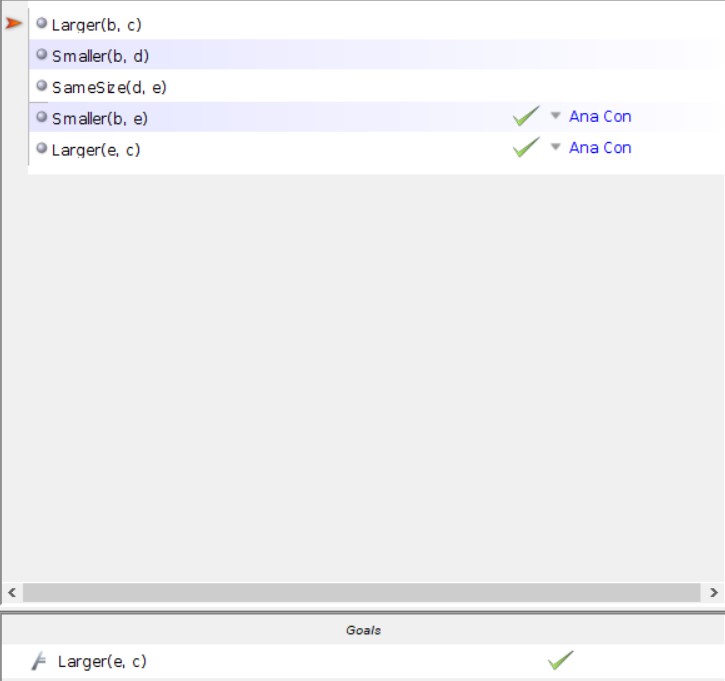 Larger(b, c)
Smaller(b, d)
SameSize(d, e)
Smaller(b, e) Ana Con
Larger(e, c) Ana Con
Goals
Larger(e, c)